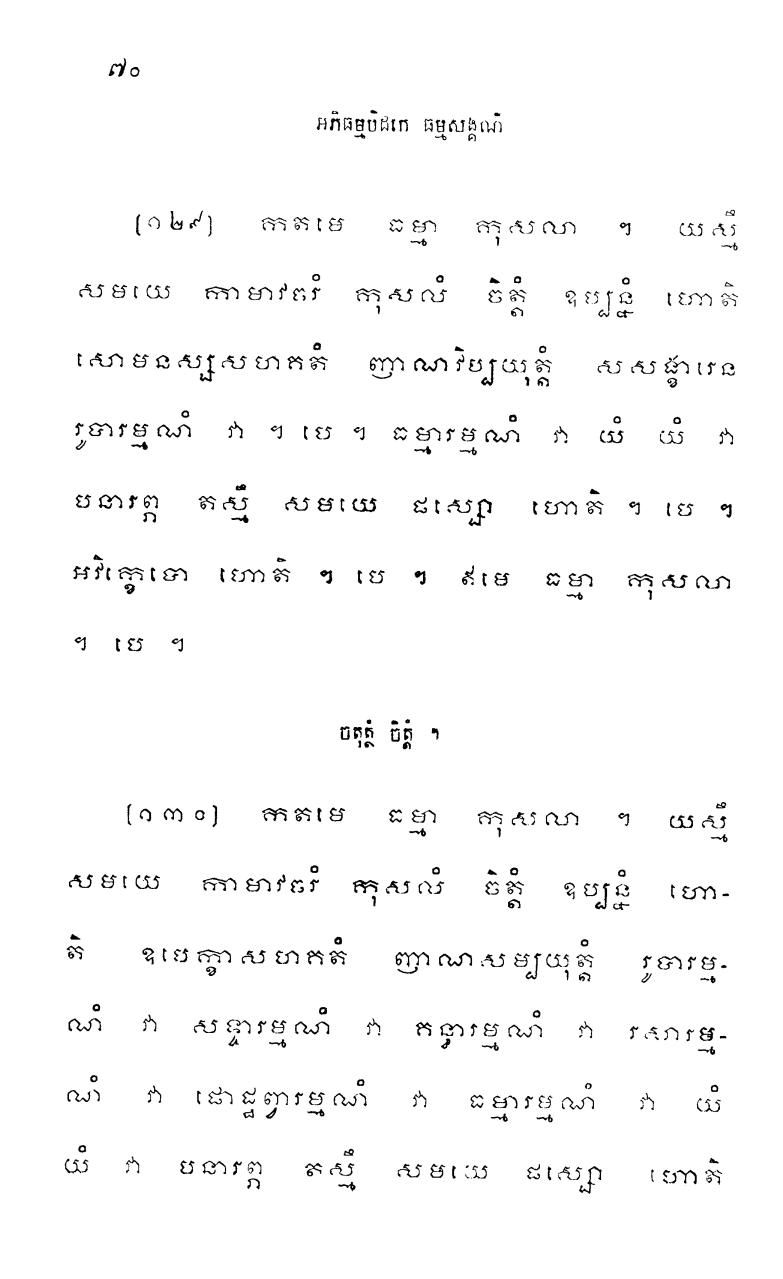 ៧០
អភិធម្មបិដកេ ធម្មសង្គណិ
(១២៩) កតមេ ធម្មា កុសលា ។ យស្មឹ
សមយេ កាមាវចរំ កុសលំ ចិត្តំ ឧប្បន្នំ ហោតិ
សោមនស្សសហគតំ ញាណវិប្បយុត្តំ សសង្ខារេន
រូបារម្មណំ វា ។ បេ ។ ធម្មារម្មណំ វា យំ យំ វា
បនារព្ភ តស្មឹ សមយេ ផស្សោ ហោតិ ។ បេ ។
អវិក្ខេបោ ហោតិ ។ បេ ។ ឥមេ ធម្មា កុសលា
។ បេ ។
ចតុត្ថំ ចិត្តំ ។
(១៣០) កតមេ ធម្មា កុសលា ។ យស្មឹ
សមយេ កាមាវចរំ កុសលំ ចិត្តំ ឧប្បន្នំ ហោ-
តិ ឧបេក្ខាសហគតំ ញាណសម្បយុត្តំ រូបារម្ម-
ណំ វា សទ្ទារម្មណំ វា គន្ធារម្មណំ វា រសារម្ម-
ណំ វា ផោដ្ឋព្វារម្មណំ វា ធម្មារម្មណំ វា យំ
យំ វា បនារព្ភ តស្មឹ សមយេ ផស្សោ ហោតិ